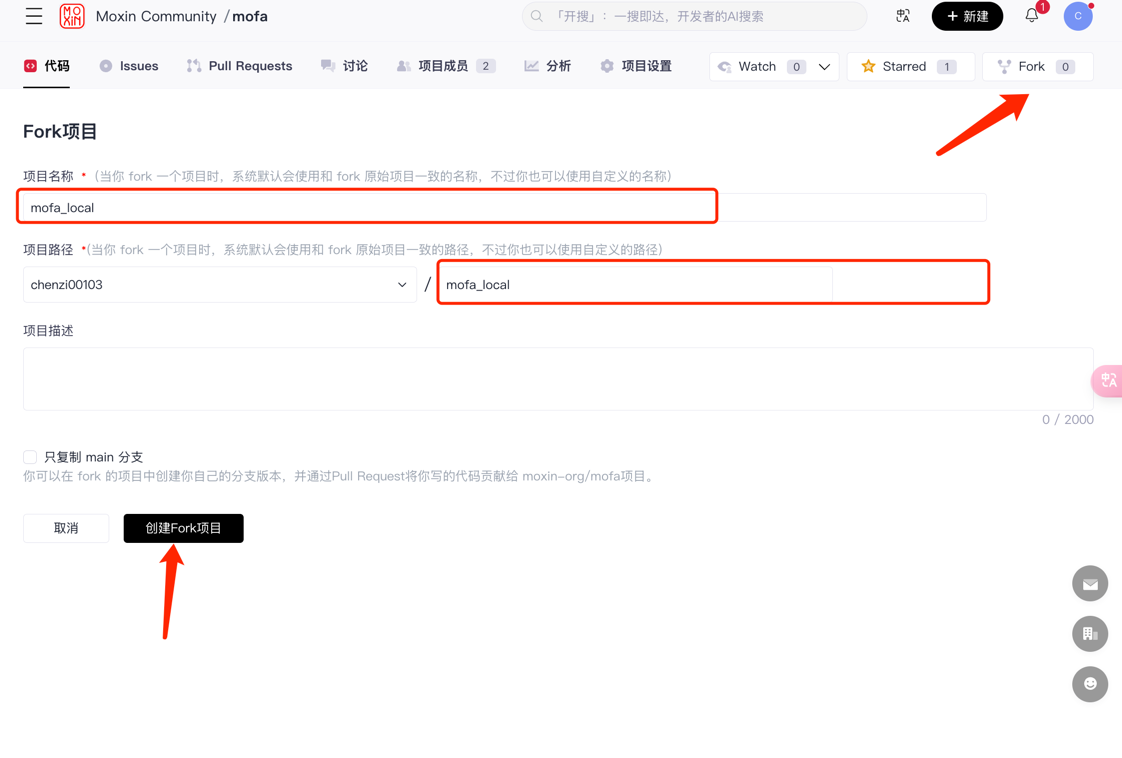 MOXIN Moxin Community / mofa 「开搜」：一搜即达，开发者的AI搜索 中A + 新建 1 C
代码 Issues Pull Requests 讨论 项目成员 2 分析 项目设置 Watch 0 Starred 1 Fork 0
Fork项目
项目名称 * （当你 fork 一个项目时，系统默认会使用和 fork 原始项目一致的名称，不过你也可以使用自定义的名称）
mofa_local
项目路径 *(当你 fork 一个项目时，系统默认会使用和 fork 原始项目一致的路径，不过你也可以使用自定义的路径)
chenzi00103 / mofa_local
项目描述
中A
0 / 2000
只复制 main 分支
你可以在 fork 的项目中创建你自己的分支版本，并通过Pull Request将你写的代码贡献给 moxin-org/mofa项目。
取消 创建Fork项目